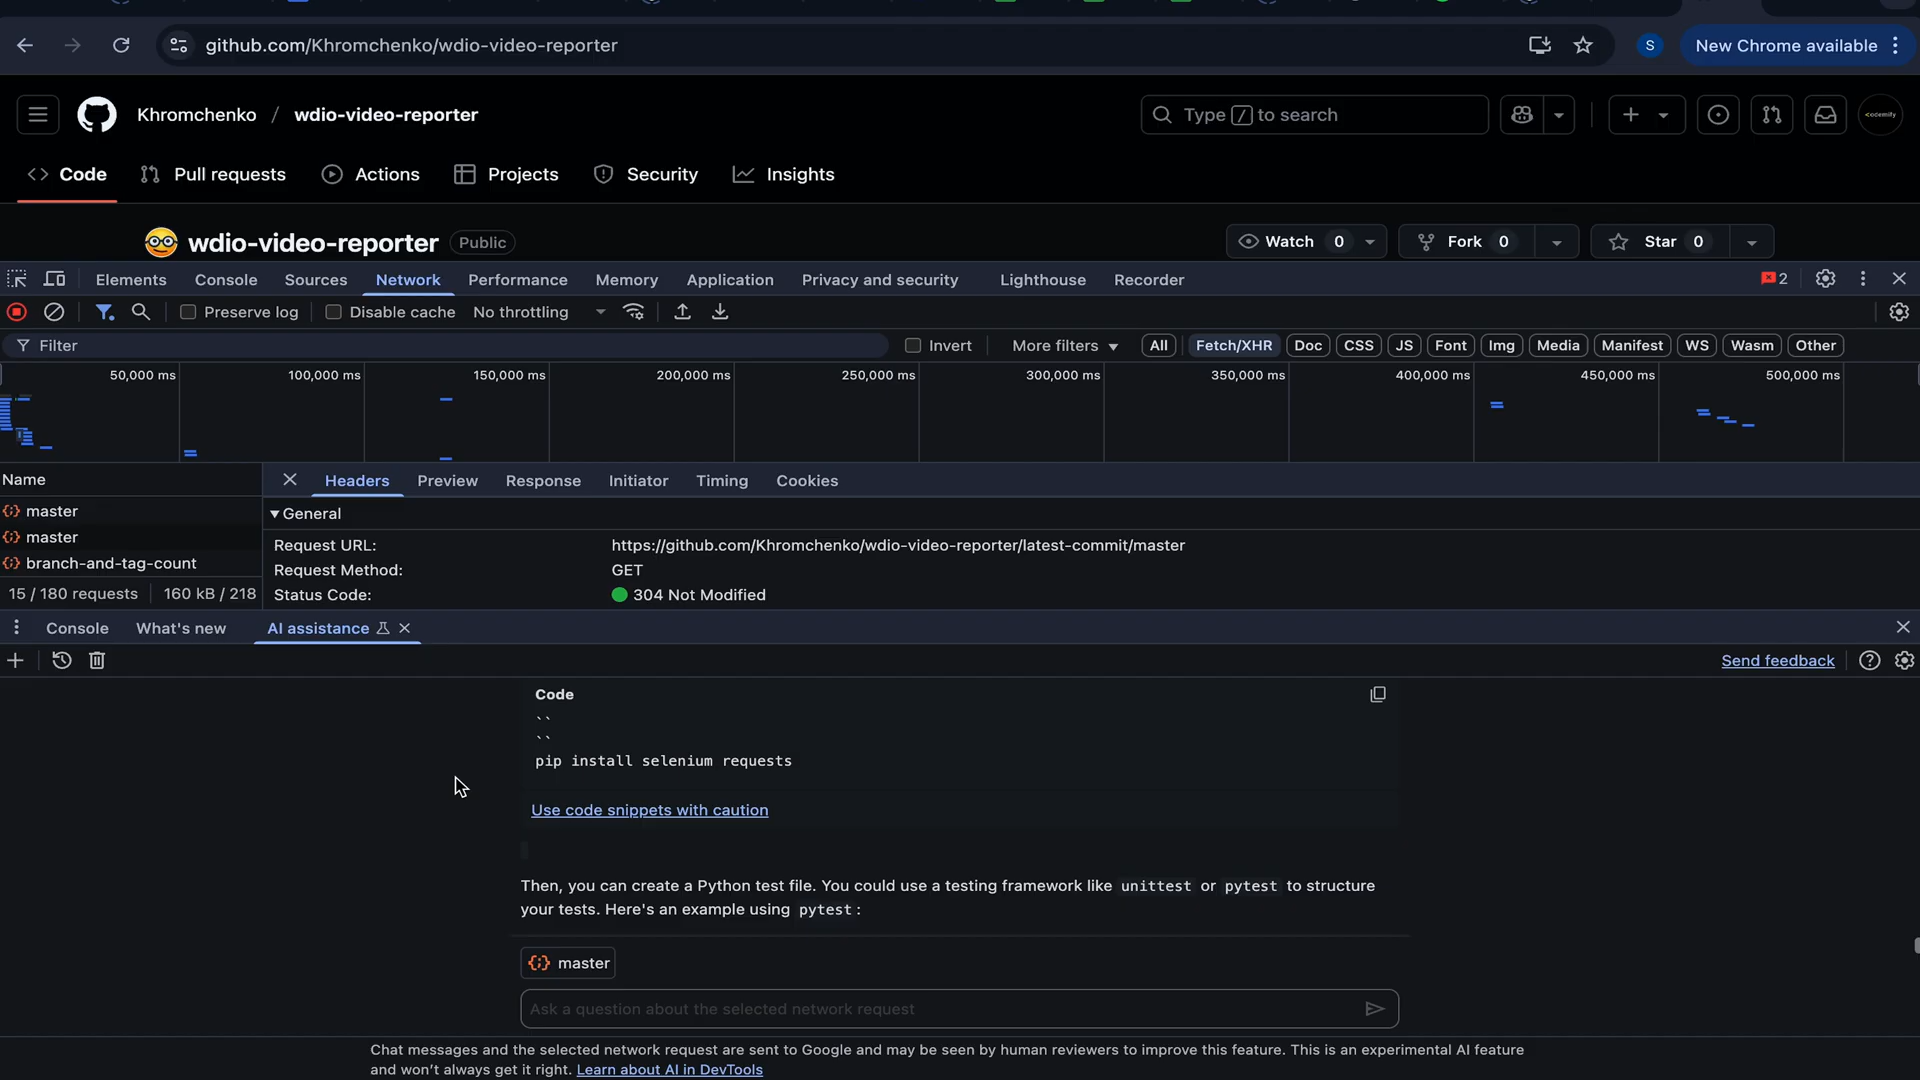 github.com/Khromchenko/wdio-video-reporter
S
New Chrome available
Khromchenko / wdio-video-reporter
Type / to search
<codemify
Code
Pull requests
Actions
Projects
Security
Insights
wdio-video-reporter
Public
Watch 0
Fork 0
Star 0
Elements
Console
Sources
Network
Performance
Memory
Application
Privacy and security
Lighthouse
Recorder
2
Preserve log
Disable cache
No throttling
Filter
Invert
More filters
All
Fetch/XHR
Doc
CSS
JS
Font
Img
Media
Manifest
WS
Wasm
Other
50,000 ms
100,000 ms
150,000 ms
200,000 ms
250,000 ms
300,000 ms
350,000 ms
400,000 ms
450,000 ms
500,000 ms
Name
Headers
Preview
Response
Initiator
Timing
Cookies
master
master
branch-and-tag-count
15 / 180 requests
160 kB / 218
General
Request URL: https://github.com/Khromchenko/wdio-video-reporter/latest-commit/master
Request Method: GET
Status Code: 304 Not Modified
Console
What's new
AI assistance
Send feedback
Code
``
``
pip install selenium requests
Use code snippets with caution
Then, you can create a Python test file. You could use a testing framework like unittest or pytest to structure
your tests. Here's an example using pytest:
master
Ask a question about the selected network request
Chat messages and the selected network request are sent to Google and may be seen by human reviewers to improve this feature. This is an experimental AI feature
and won't always get it right. Learn about AI in DevTools